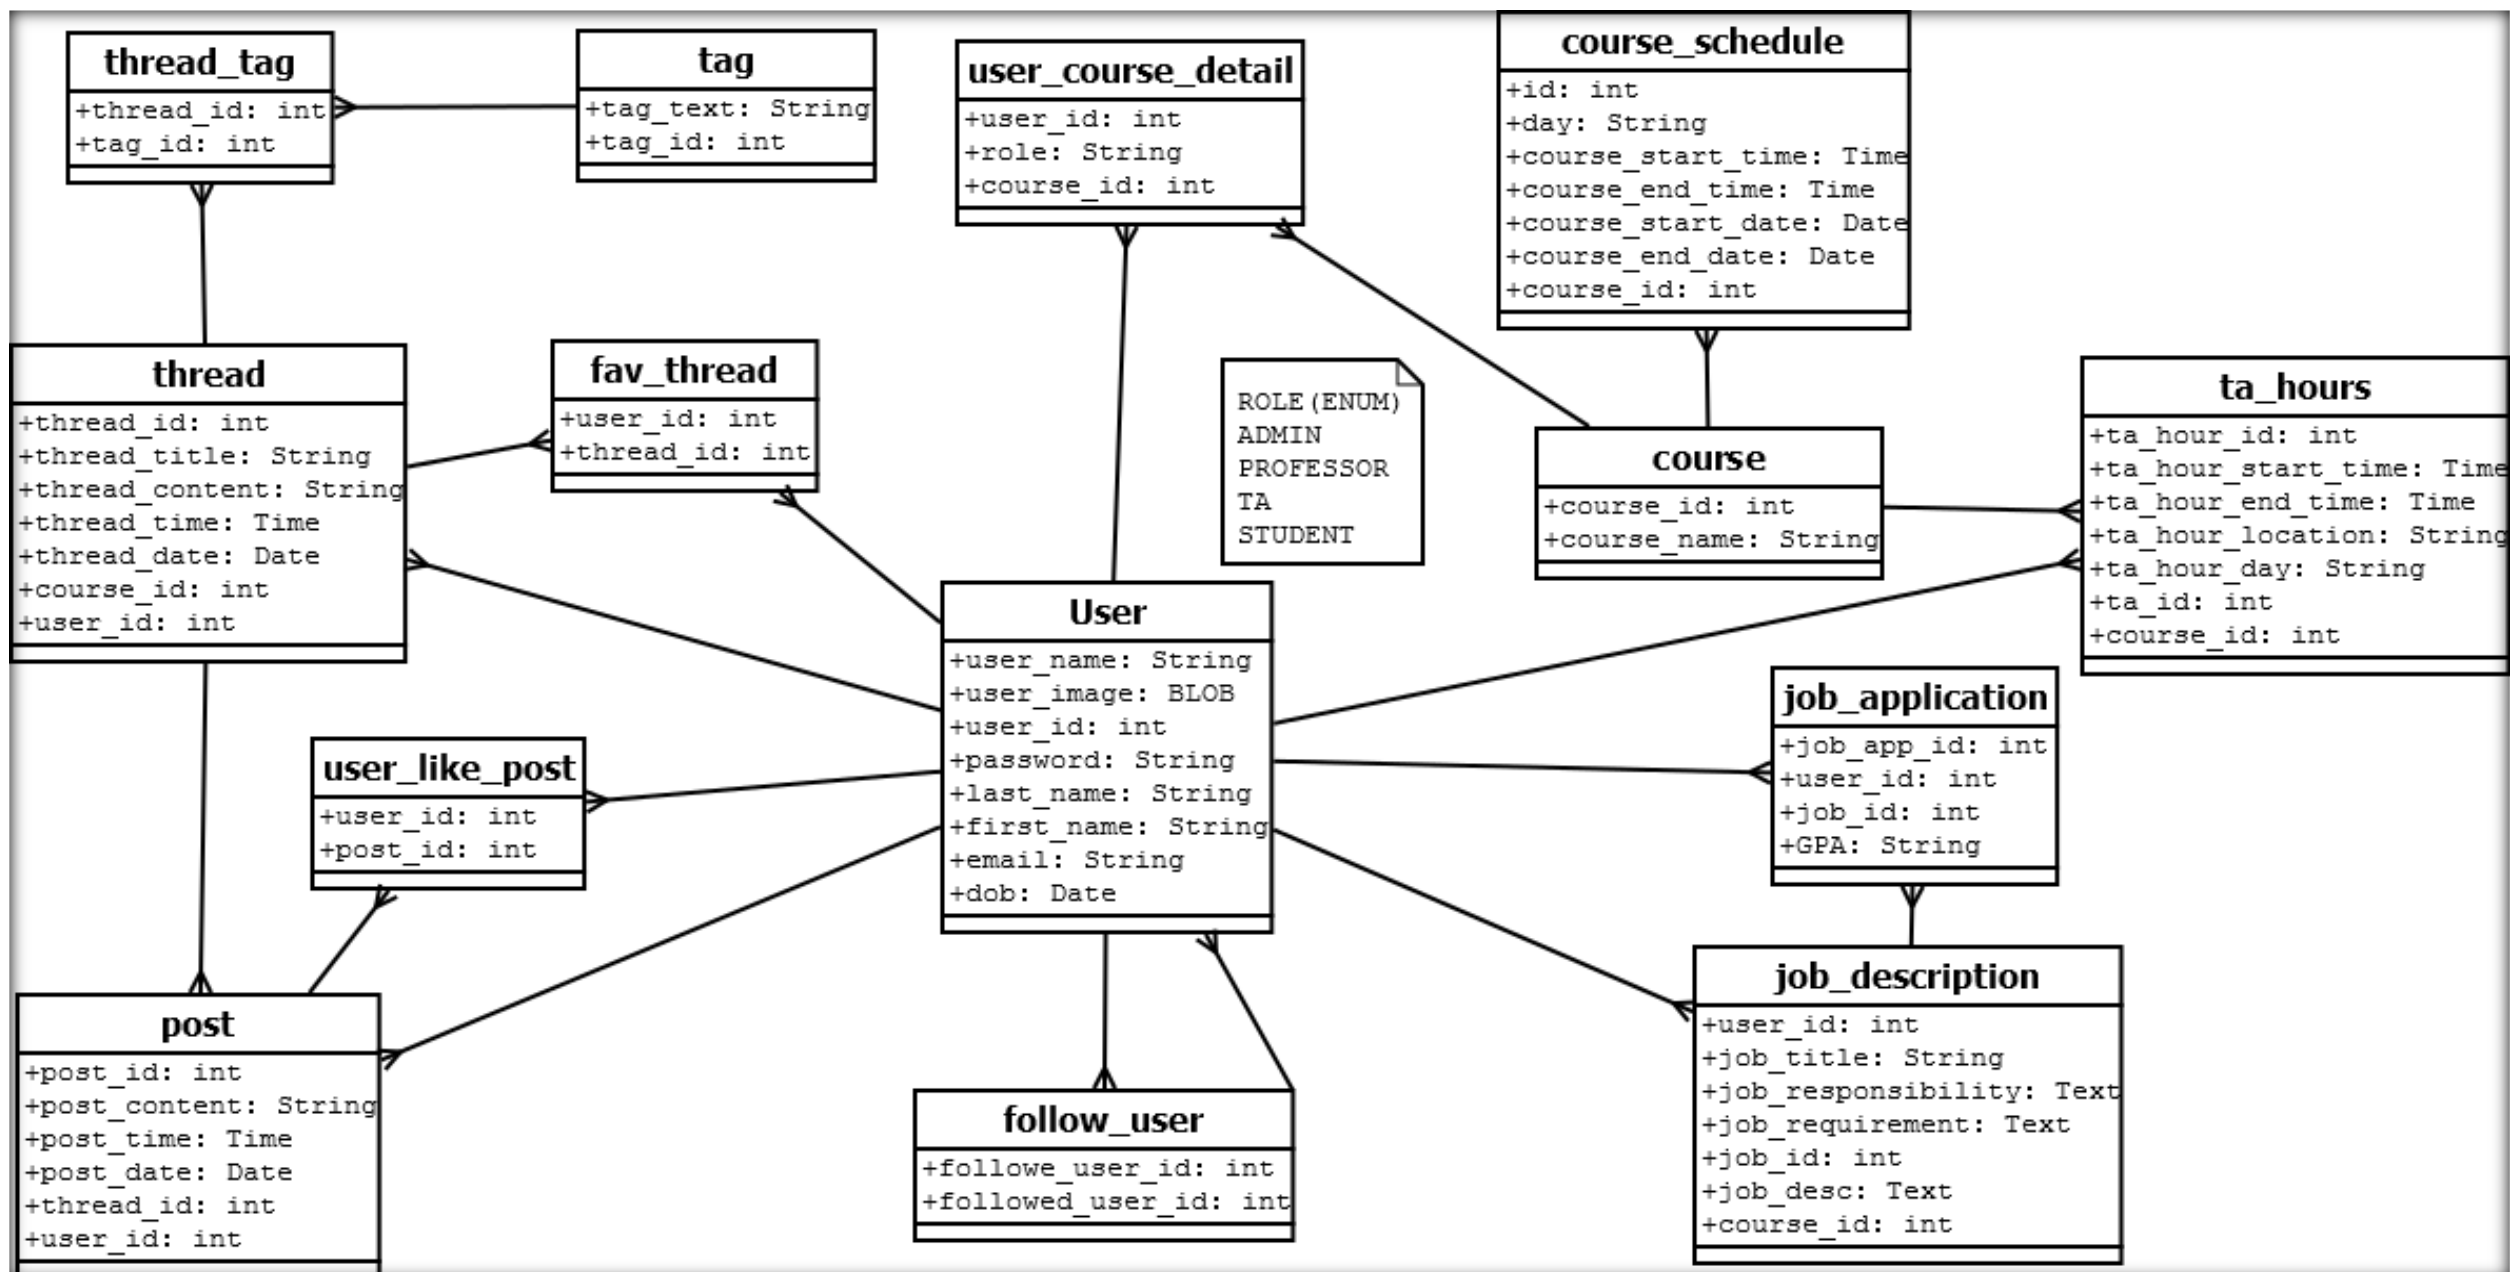 thread_tag
+thread_id: int
+tag_id: int
tag
+tag_text: String
+tag_id: int
user_course_detail
+user_id: int
+role: String
+course_id: int
course_schedule
+id: int
+day: String
+course_start_time: Time
+course_end_time: Time
+course_start_date: Date
+course_end_date: Date
+course_id: int
thread
+thread_id: int
+thread_title: String
+thread_content: String
+thread_time: Time
+thread_date: Date
+course_id: int
+user_id: int
fav_thread
+user_id: int
+thread_id: int
ROLE(ENUM)
ADMIN
PROFESSOR
TA
STUDENT
course
+course_id: int
+course_name: String
ta_hours
+ta_hour_id: int
+ta_hour_start_time: Time
+ta_hour_end_time: Time
+ta_hour_location: String
+ta_hour_day: String
+ta_id: int
+course_id: int
User
+user_name: String
+user_image: BLOB
+user_id: int
+password: String
+last_name: String
+first_name: String
+email: String
+dob: Date
user_like_post
+user_id: int
+post_id: int
job_application
+job_app_id: int
+user_id: int
+job_id: int
+GPA: String
post
+post_id: int
+post_content: String
+post_time: Time
+post_date: Date
+thread_id: int
+user_id: int
follow_user
+followe_user_id: int
+followed_user_id: int
job_description
+user_id: int
+job_title: String
+job_responsibility: Text
+job_requirement: Text
+job_id: int
+job_desc: Text
+course_id: int